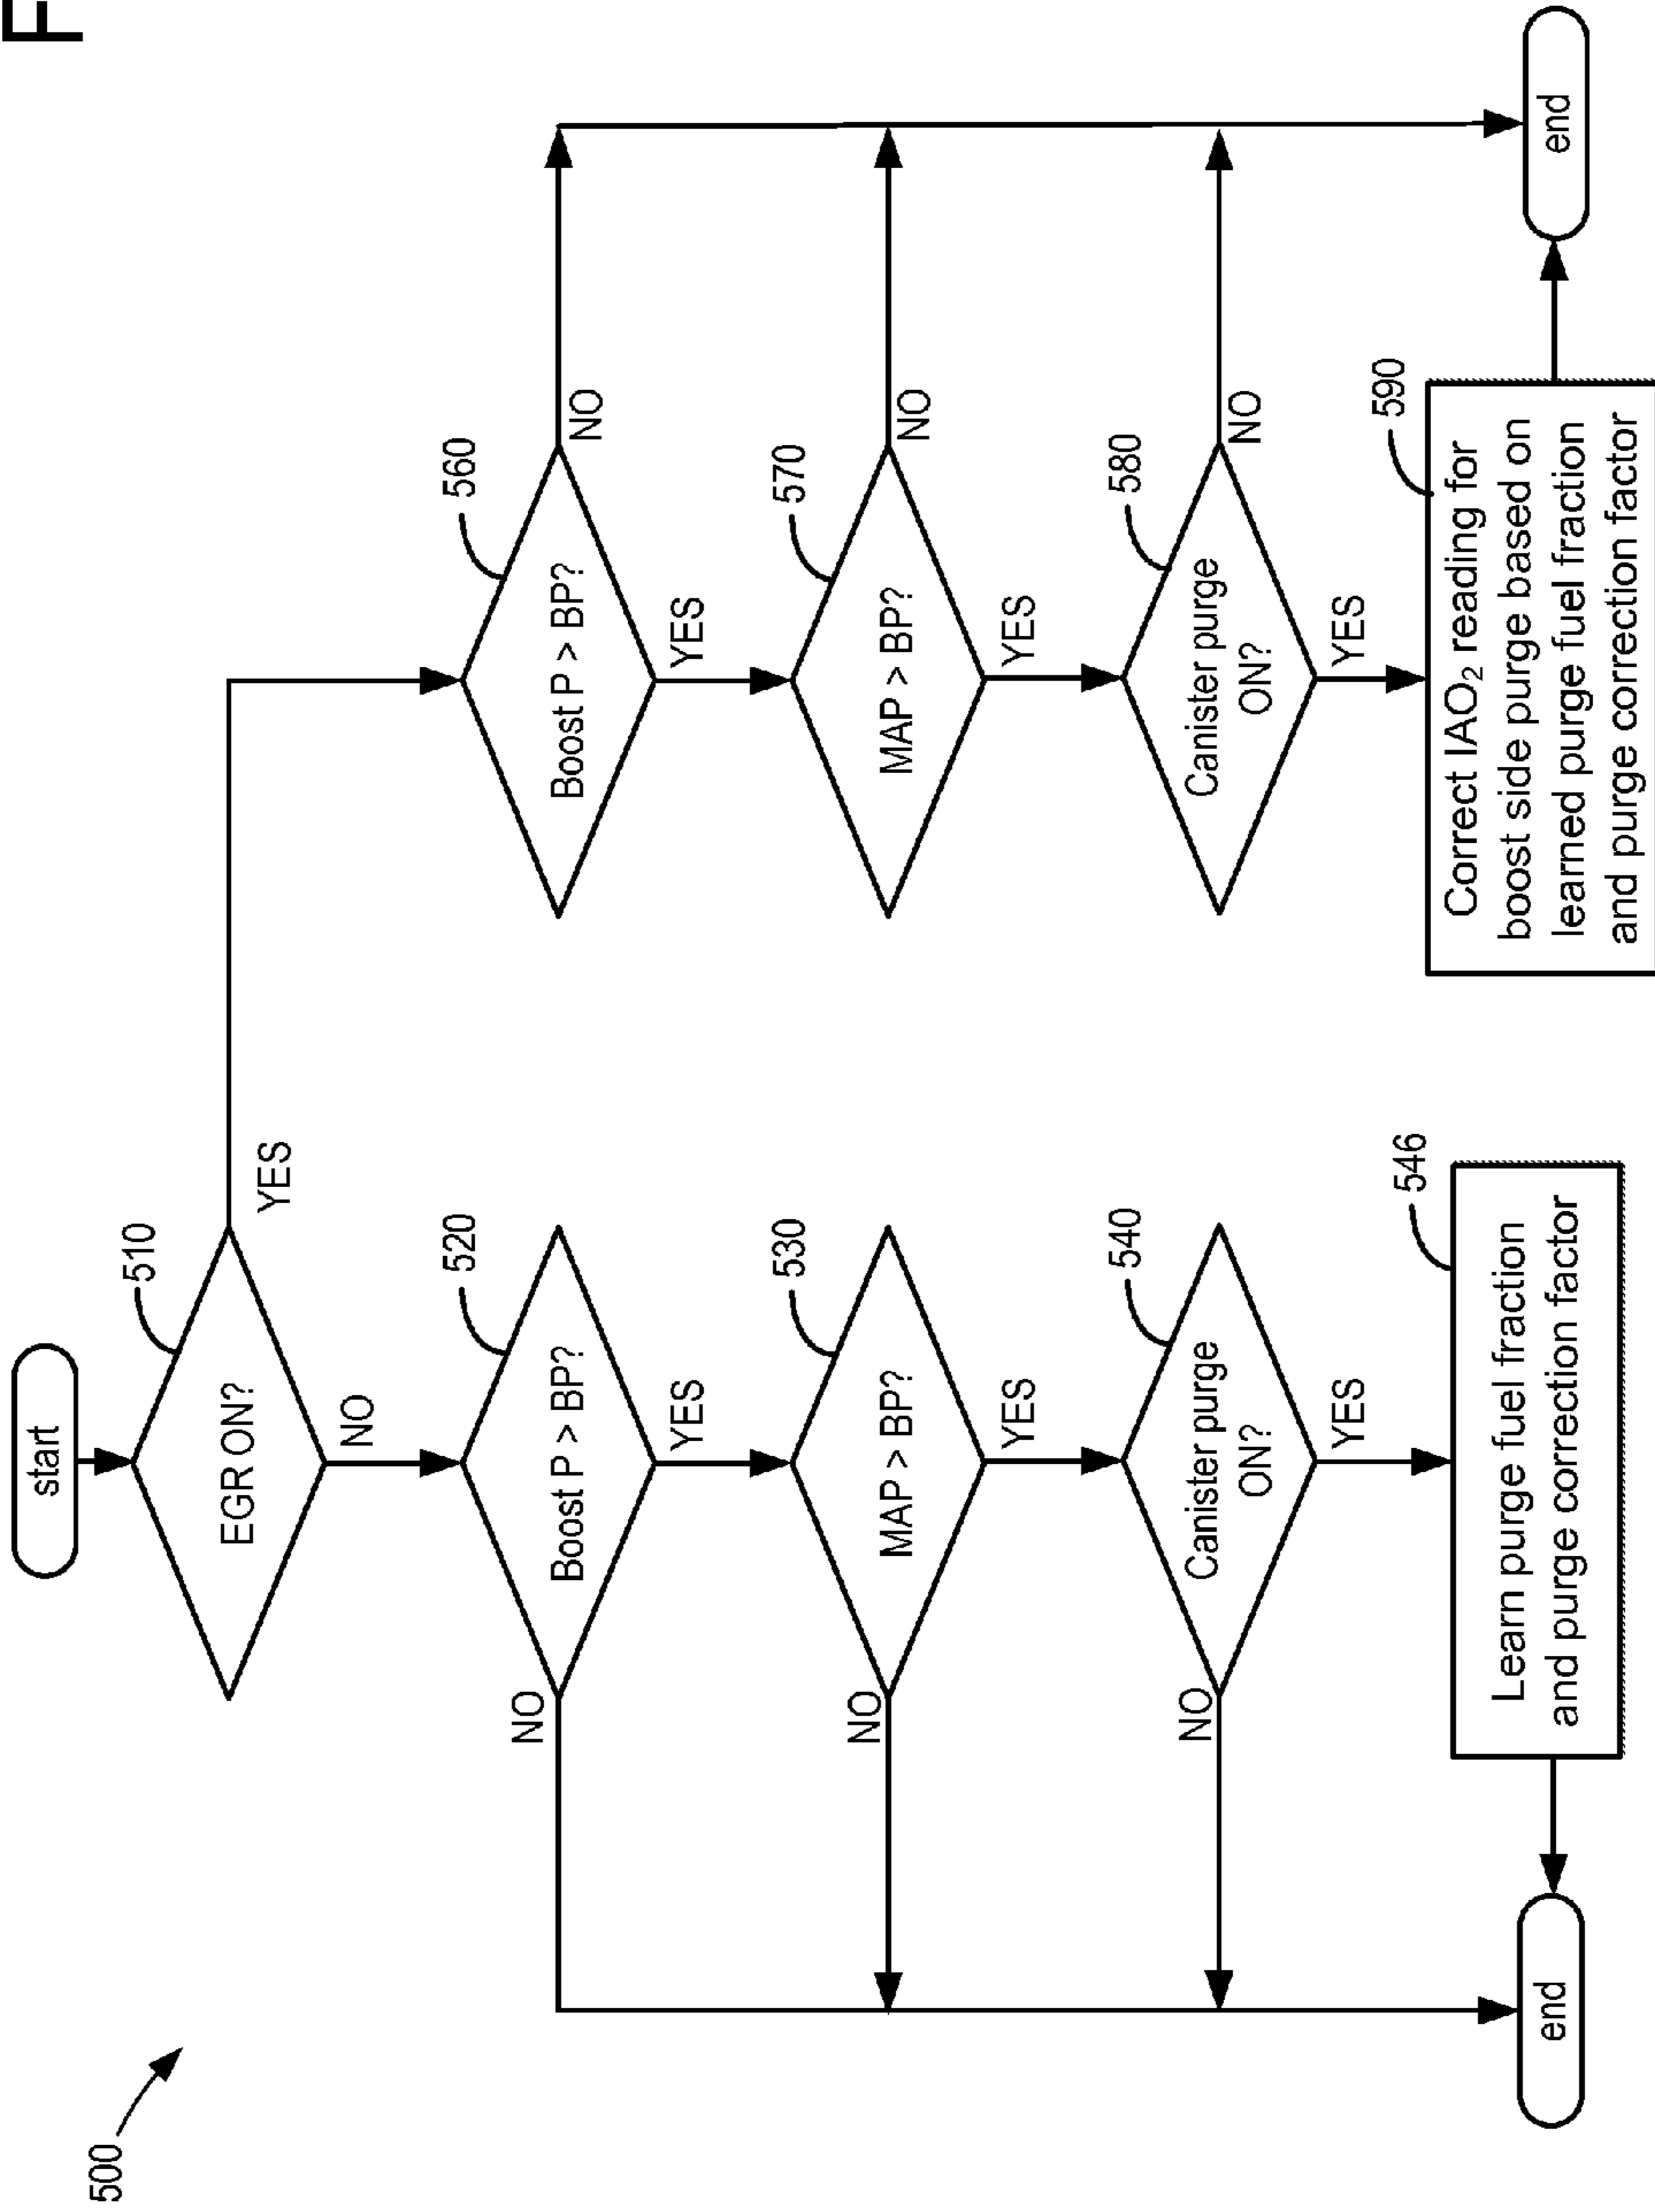 F
500
start
510
EGR ON?
YES
NO
520
Boost P > BP?
NO
YES
530
MAP > BP?
NO
YES
540
Canister purge
ON?
NO
YES
546
Learn purge fuel fraction
and purge correction factor
end
560
Boost P > BP?
NO
YES
570
MAP > BP?
NO
YES
580
Canister purge
ON?
NO
YES
590
Correct IAO₂ reading for
boost side purge based on
learned purge fuel fraction
and purge correction factor
end